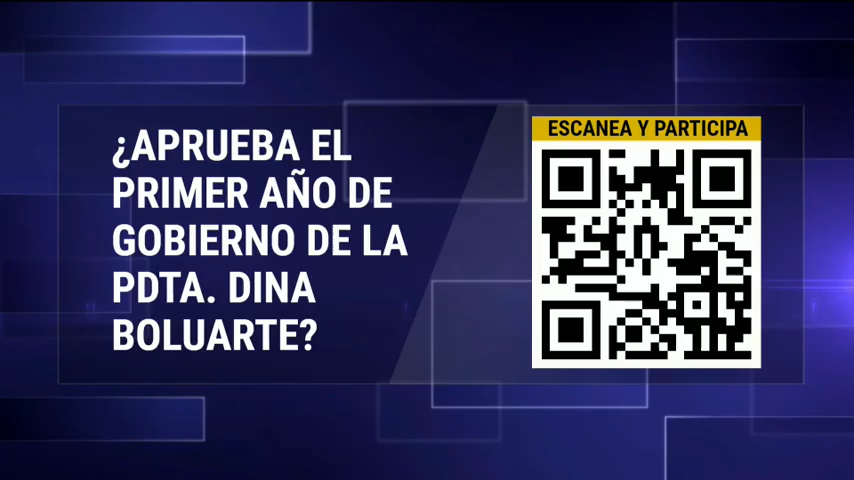 ¿APRUEBA EL
PRIMER AÑO DE
GOBIERNO DE LA
PDTA. DINA
BOLUARTE?
ESCANEA Y PARTICIPA